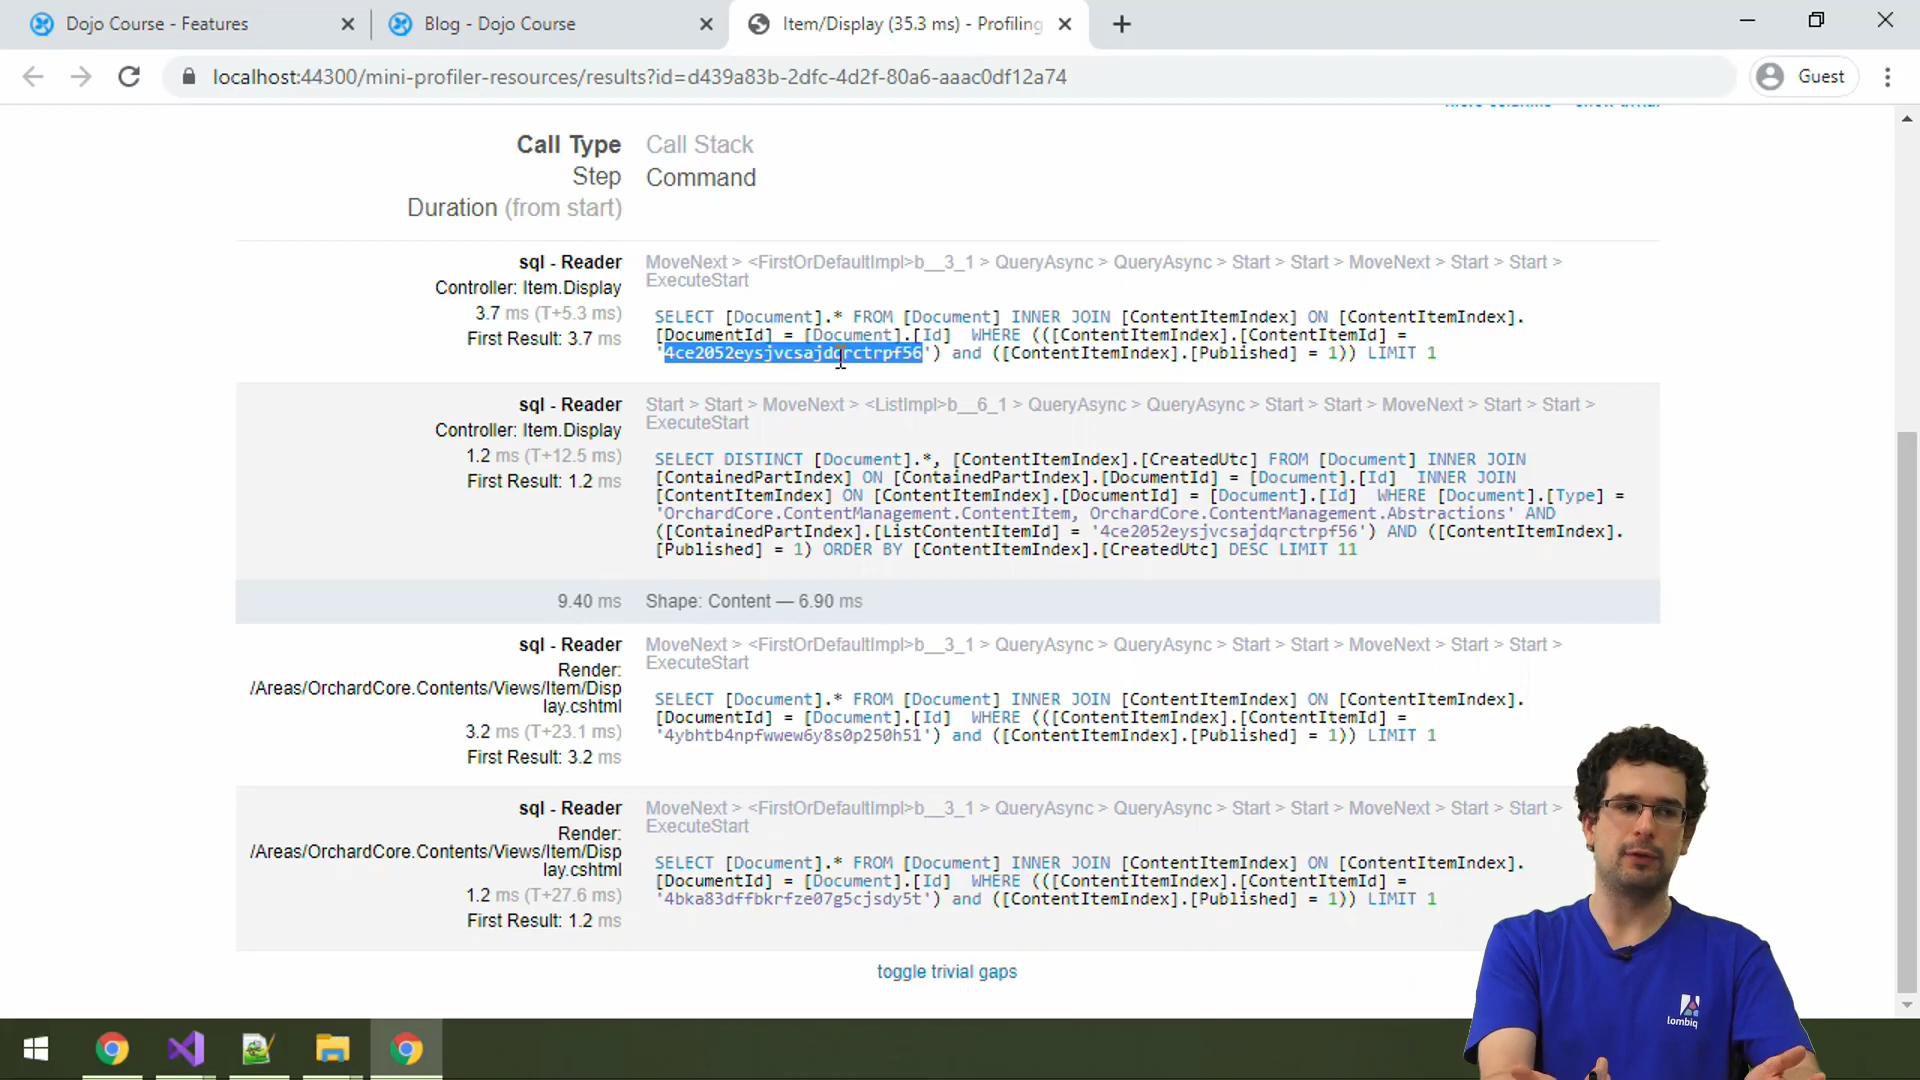 Dojo Course - Features
Blog - Dojo Course
Item/Display (35.3 ms) - Profiling
localhost:44300/mini-profiler-resources/results?id=d439a83b-2dfc-4d2f-80a6-aaac0df12a74
Guest
Call Type Call Stack
Step Command
Duration (from start)
sql - Reader
Controller: Item.Display
3.7 ms (T+5.3 ms)
First Result: 3.7 ms
MoveNext > <FirstOrDefaultImpl>b__3_1 > QueryAsync > QueryAsync > Start > Start > MoveNext > Start > Start >
ExecuteStart
SELECT [Document].* FROM [Document] INNER JOIN [ContentItemIndex] ON [ContentItemIndex].
[DocumentId] = [Document].[Id]  WHERE (([ContentItemIndex].[ContentItemId] =
'4ce2052eysjvcsajdqrctrpf56') and ([ContentItemIndex].[Published] = 1)) LIMIT 1
sql - Reader
Controller: Item.Display
1.2 ms (T+12.5 ms)
First Result: 1.2 ms
Start > Start > MoveNext > <ListImpl>b__6_1 > QueryAsync > QueryAsync > Start > Start > MoveNext > Start > Start >
ExecuteStart
SELECT DISTINCT [Document].*, [ContentItemIndex].[CreatedUtc] FROM [Document] INNER JOIN
[ContainedPartIndex] ON [ContainedPartIndex].[DocumentId] = [Document].[Id]  INNER JOIN
[ContentItemIndex] ON [ContentItemIndex].[DocumentId] = [Document].[Id]  WHERE [Document].[Type] =
'OrchardCore.ContentManagement.ContentItem, OrchardCore.ContentManagement.Abstractions' AND
([ContainedPartIndex].[ListContentItemId] = '4ce2052eysjvcsajdqrctrpf56') AND ([ContentItemIndex].
[Published] = 1) ORDER BY [ContentItemIndex].[CreatedUtc] DESC LIMIT 11
9.40 ms Shape: Content — 6.90 ms
sql - Reader
Render:
/Areas/OrchardCore.Contents/Views/Item/Disp
lay.cshtml
3.2 ms (T+23.1 ms)
First Result: 3.2 ms
MoveNext > <FirstOrDefaultImpl>b__3_1 > QueryAsync > QueryAsync > Start > Start > MoveNext > Start > Start >
ExecuteStart
SELECT [Document].* FROM [Document] INNER JOIN [ContentItemIndex] ON [ContentItemIndex].
[DocumentId] = [Document].[Id]  WHERE (([ContentItemIndex].[ContentItemId] =
'4ybhtb4npfwwew6y8s0p250h51') and ([ContentItemIndex].[Published] = 1)) LIMIT 1
sql - Reader
Render:
/Areas/OrchardCore.Contents/Views/Item/Disp
lay.cshtml
1.2 ms (T+27.6 ms)
First Result: 1.2 ms
MoveNext > <FirstOrDefaultImpl>b__3_1 > QueryAsync > QueryAsync > Start > Start > MoveNext > Start > Start >
ExecuteStart
SELECT [Document].* FROM [Document] INNER JOIN [ContentItemIndex] ON [ContentItemIndex].
[DocumentId] = [Document].[Id]  WHERE (([ContentItemIndex].[ContentItemId] =
'4bka83dffbkrfze07g5cjsdy5t') and ([ContentItemIndex].[Published] = 1)) LIMIT 1
toggle trivial gaps
lombiq